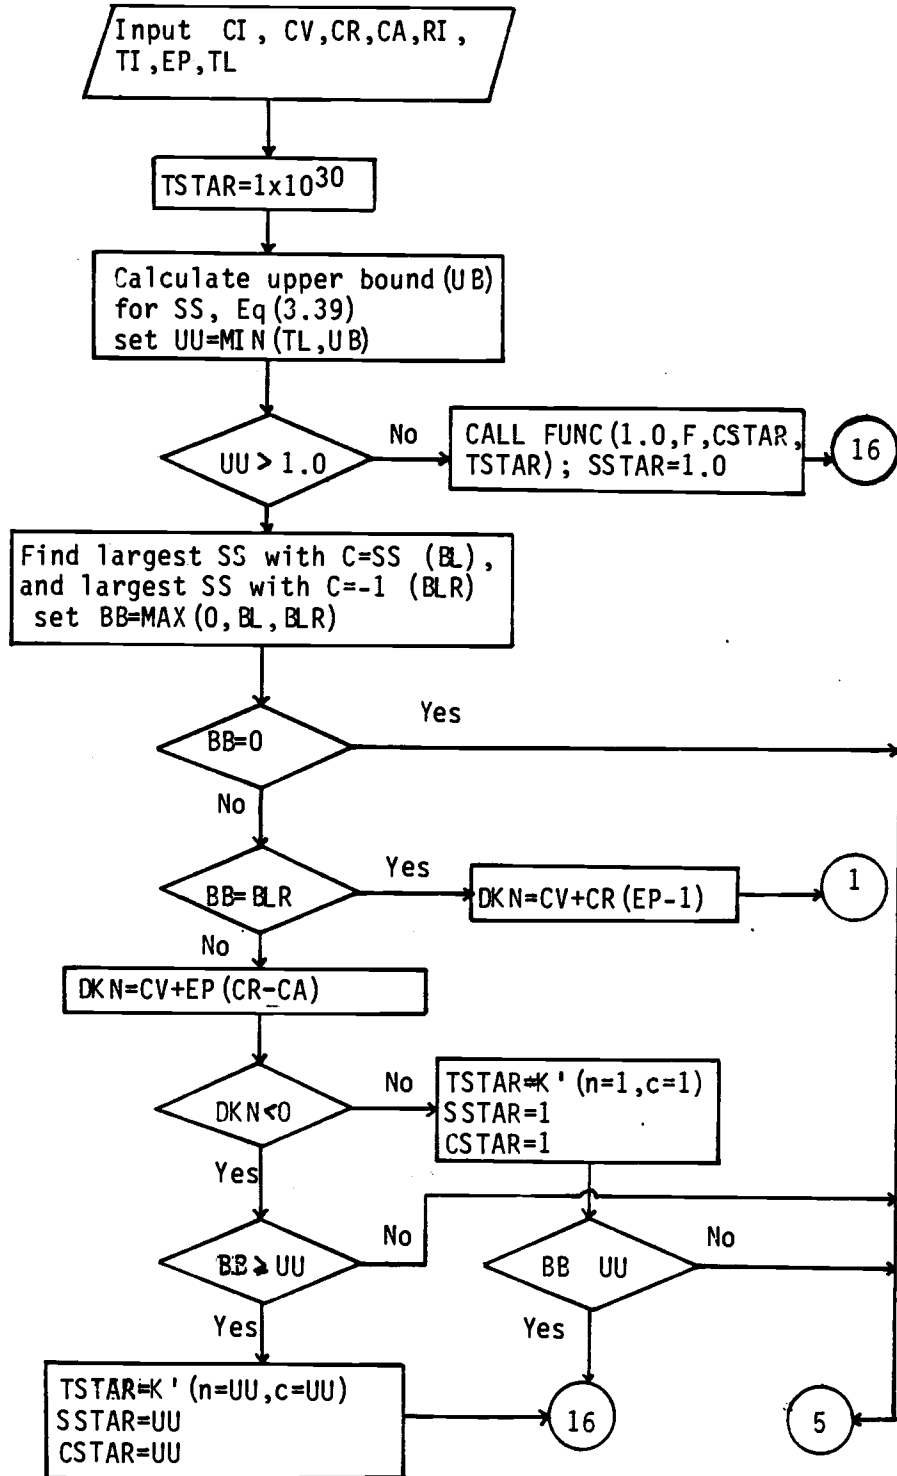 Input CI, CV,CR,CA,RI,
TI,EP,TL
TSTAR=1x10^30
Calculate upper bound(UB)
for SS, Eq(3.39)
set UU=MIN(TL,UB)
UU > 1.0
No
CALL FUNC(1.0,F,CSTAR,
TSTAR); SSTAR=1.0
16
Find largest SS with C=SS (BL),
and largest SS with C=-1 (BLR)
set BB=MAX(0,BL,BLR)
BB=0
Yes
No
BB=BLR
Yes
DKN=CV+CR(EP-1)
1
No
DKN=CV+EP(CR-CA)
DKN<0
No
TSTAR=K'(n=1,c=1)
SSTAR=1
CSTAR=1
Yes
BB⩾UU
No
BB UU
No
Yes
Yes
TSTAR=K'(n=UU,c=UU)
SSTAR=UU
CSTAR=UU
16
5